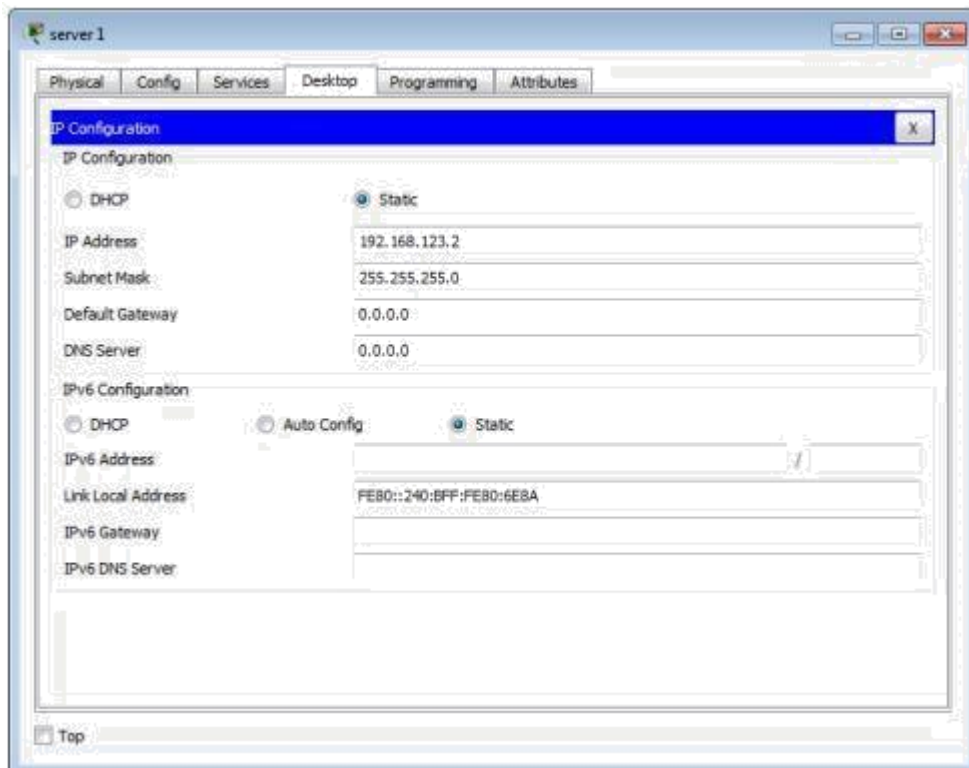 server 1
Physical Config Services Desktop Programming Attributes
IP Configuration X
IP Configuration
DHCP Static
IP Address 192.168.123.2
Subnet Mask 255.255.255.0
Default Gateway 0.0.0.0
DNS Server 0.0.0.0
IPv6 Configuration
DHCP Auto Config Static
IPv6 Address /
Link Local Address FE80::240:BFF:FE80:6E8A
IPv6 Gateway
IPv6 DNS Server
Top